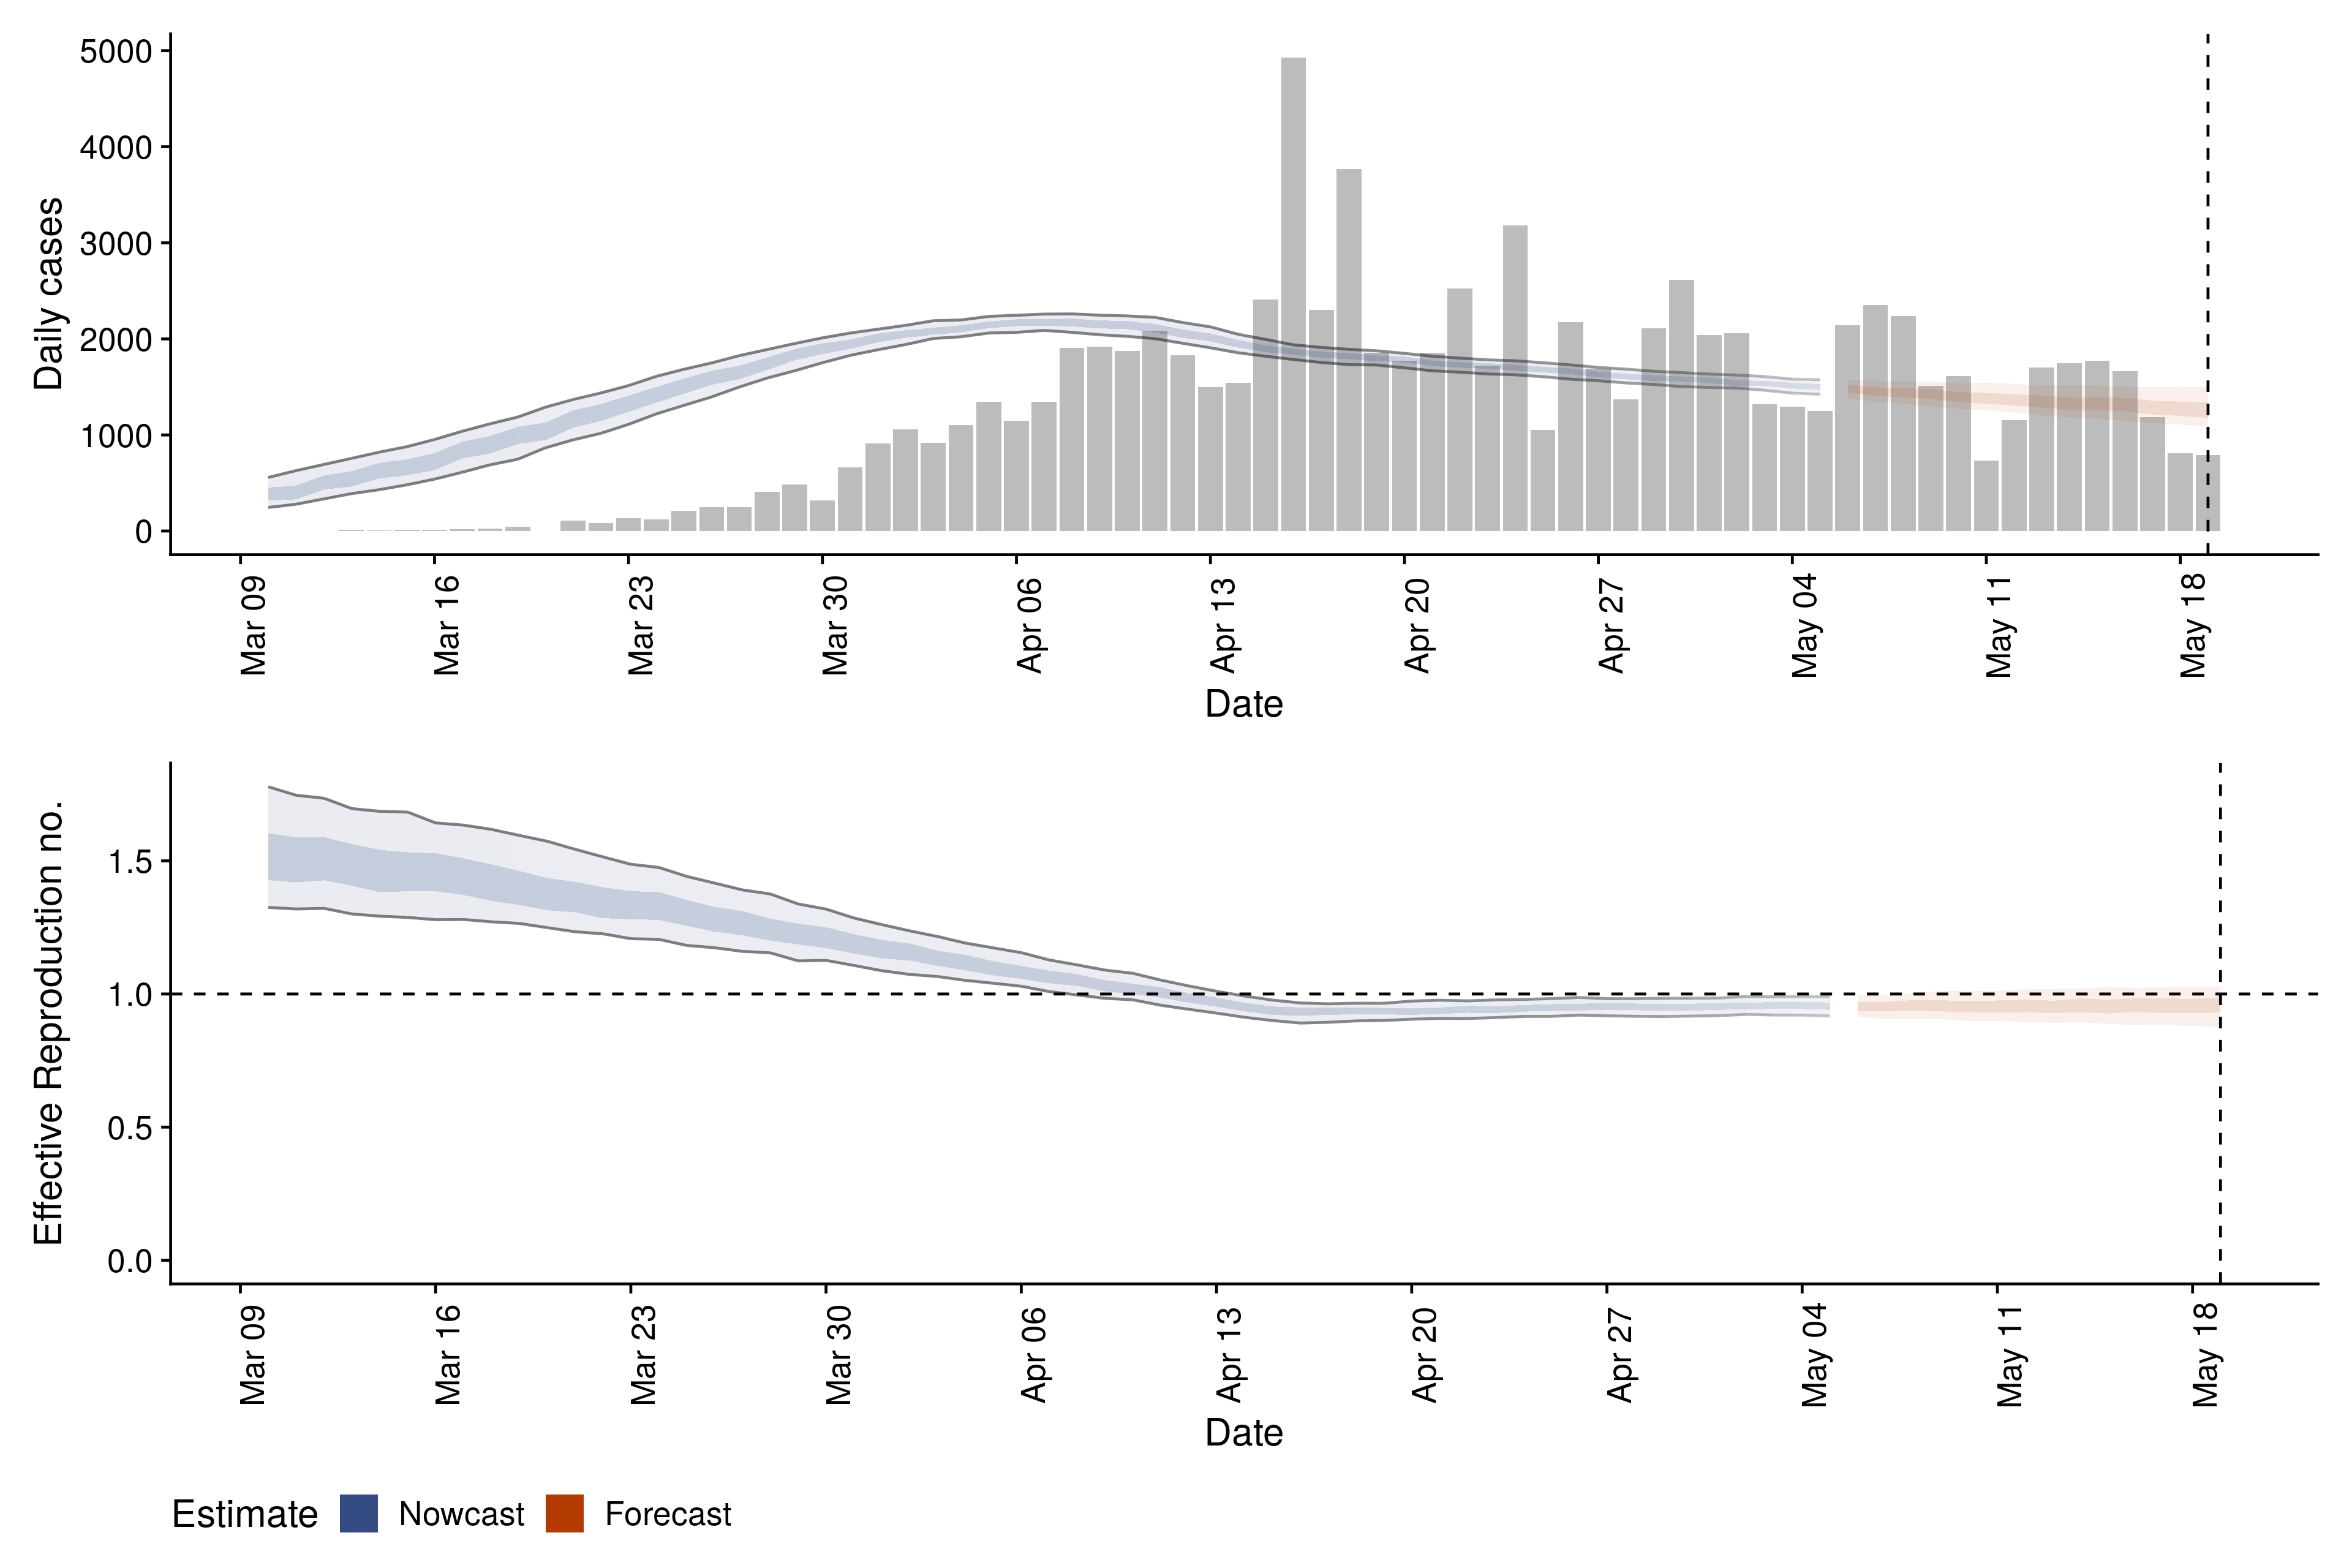 5000
4000
3000
2000
1000
0
Daily cases
Mar 09
Mar 16
Mar 23
Mar 30
Apr 06
Apr 13
Apr 20
Apr 27
May 04
May 11
May 18
Date
1.5
1.0
0.5
0.0
Effective Reproduction no.
Mar 09
Mar 16
Mar 23
Mar 30
Apr 06
Apr 13
Apr 20
Apr 27
May 04
May 11
May 18
Date
Estimate Nowcast Forecast